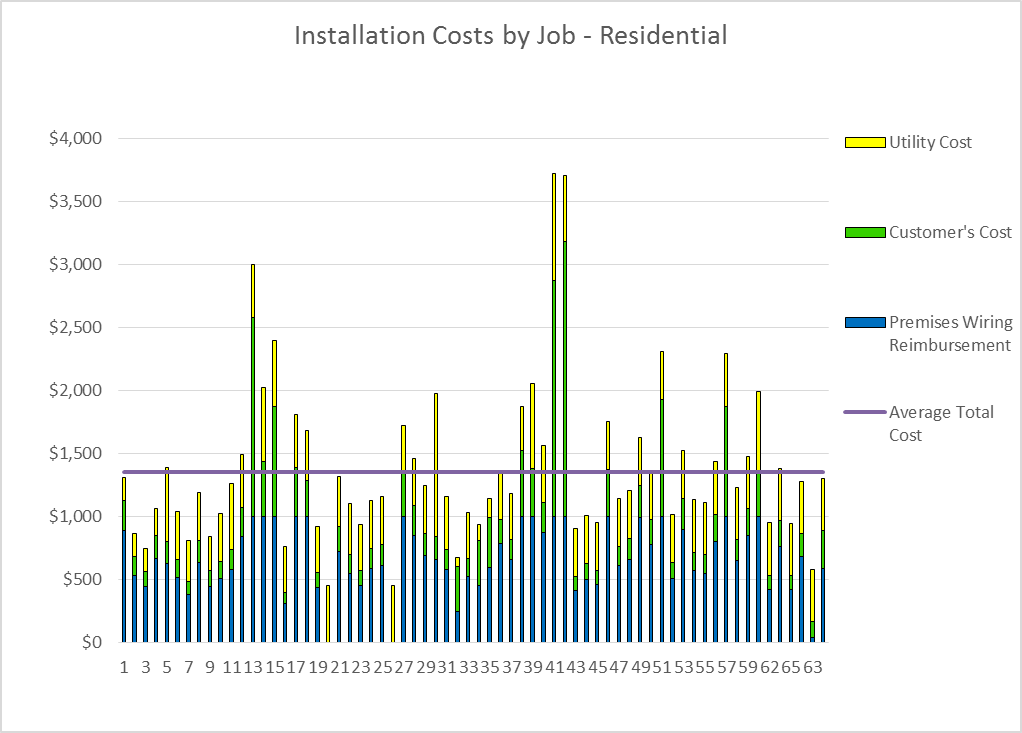 Installation Costs by Job - Residential
$4,000
$3,500
$3,000
$2,500
$2,000
$1,500
$1,000
$500
$0
1 3 5 7 9 11 13 15 17 19 21 23 25 27 29 31 33 35 37 39 41 43 45 47 49 51 53 55 57 59 62 65 63
Utility Cost
Customer's Cost
Premises Wiring
Reimbursement
Average Total
Cost